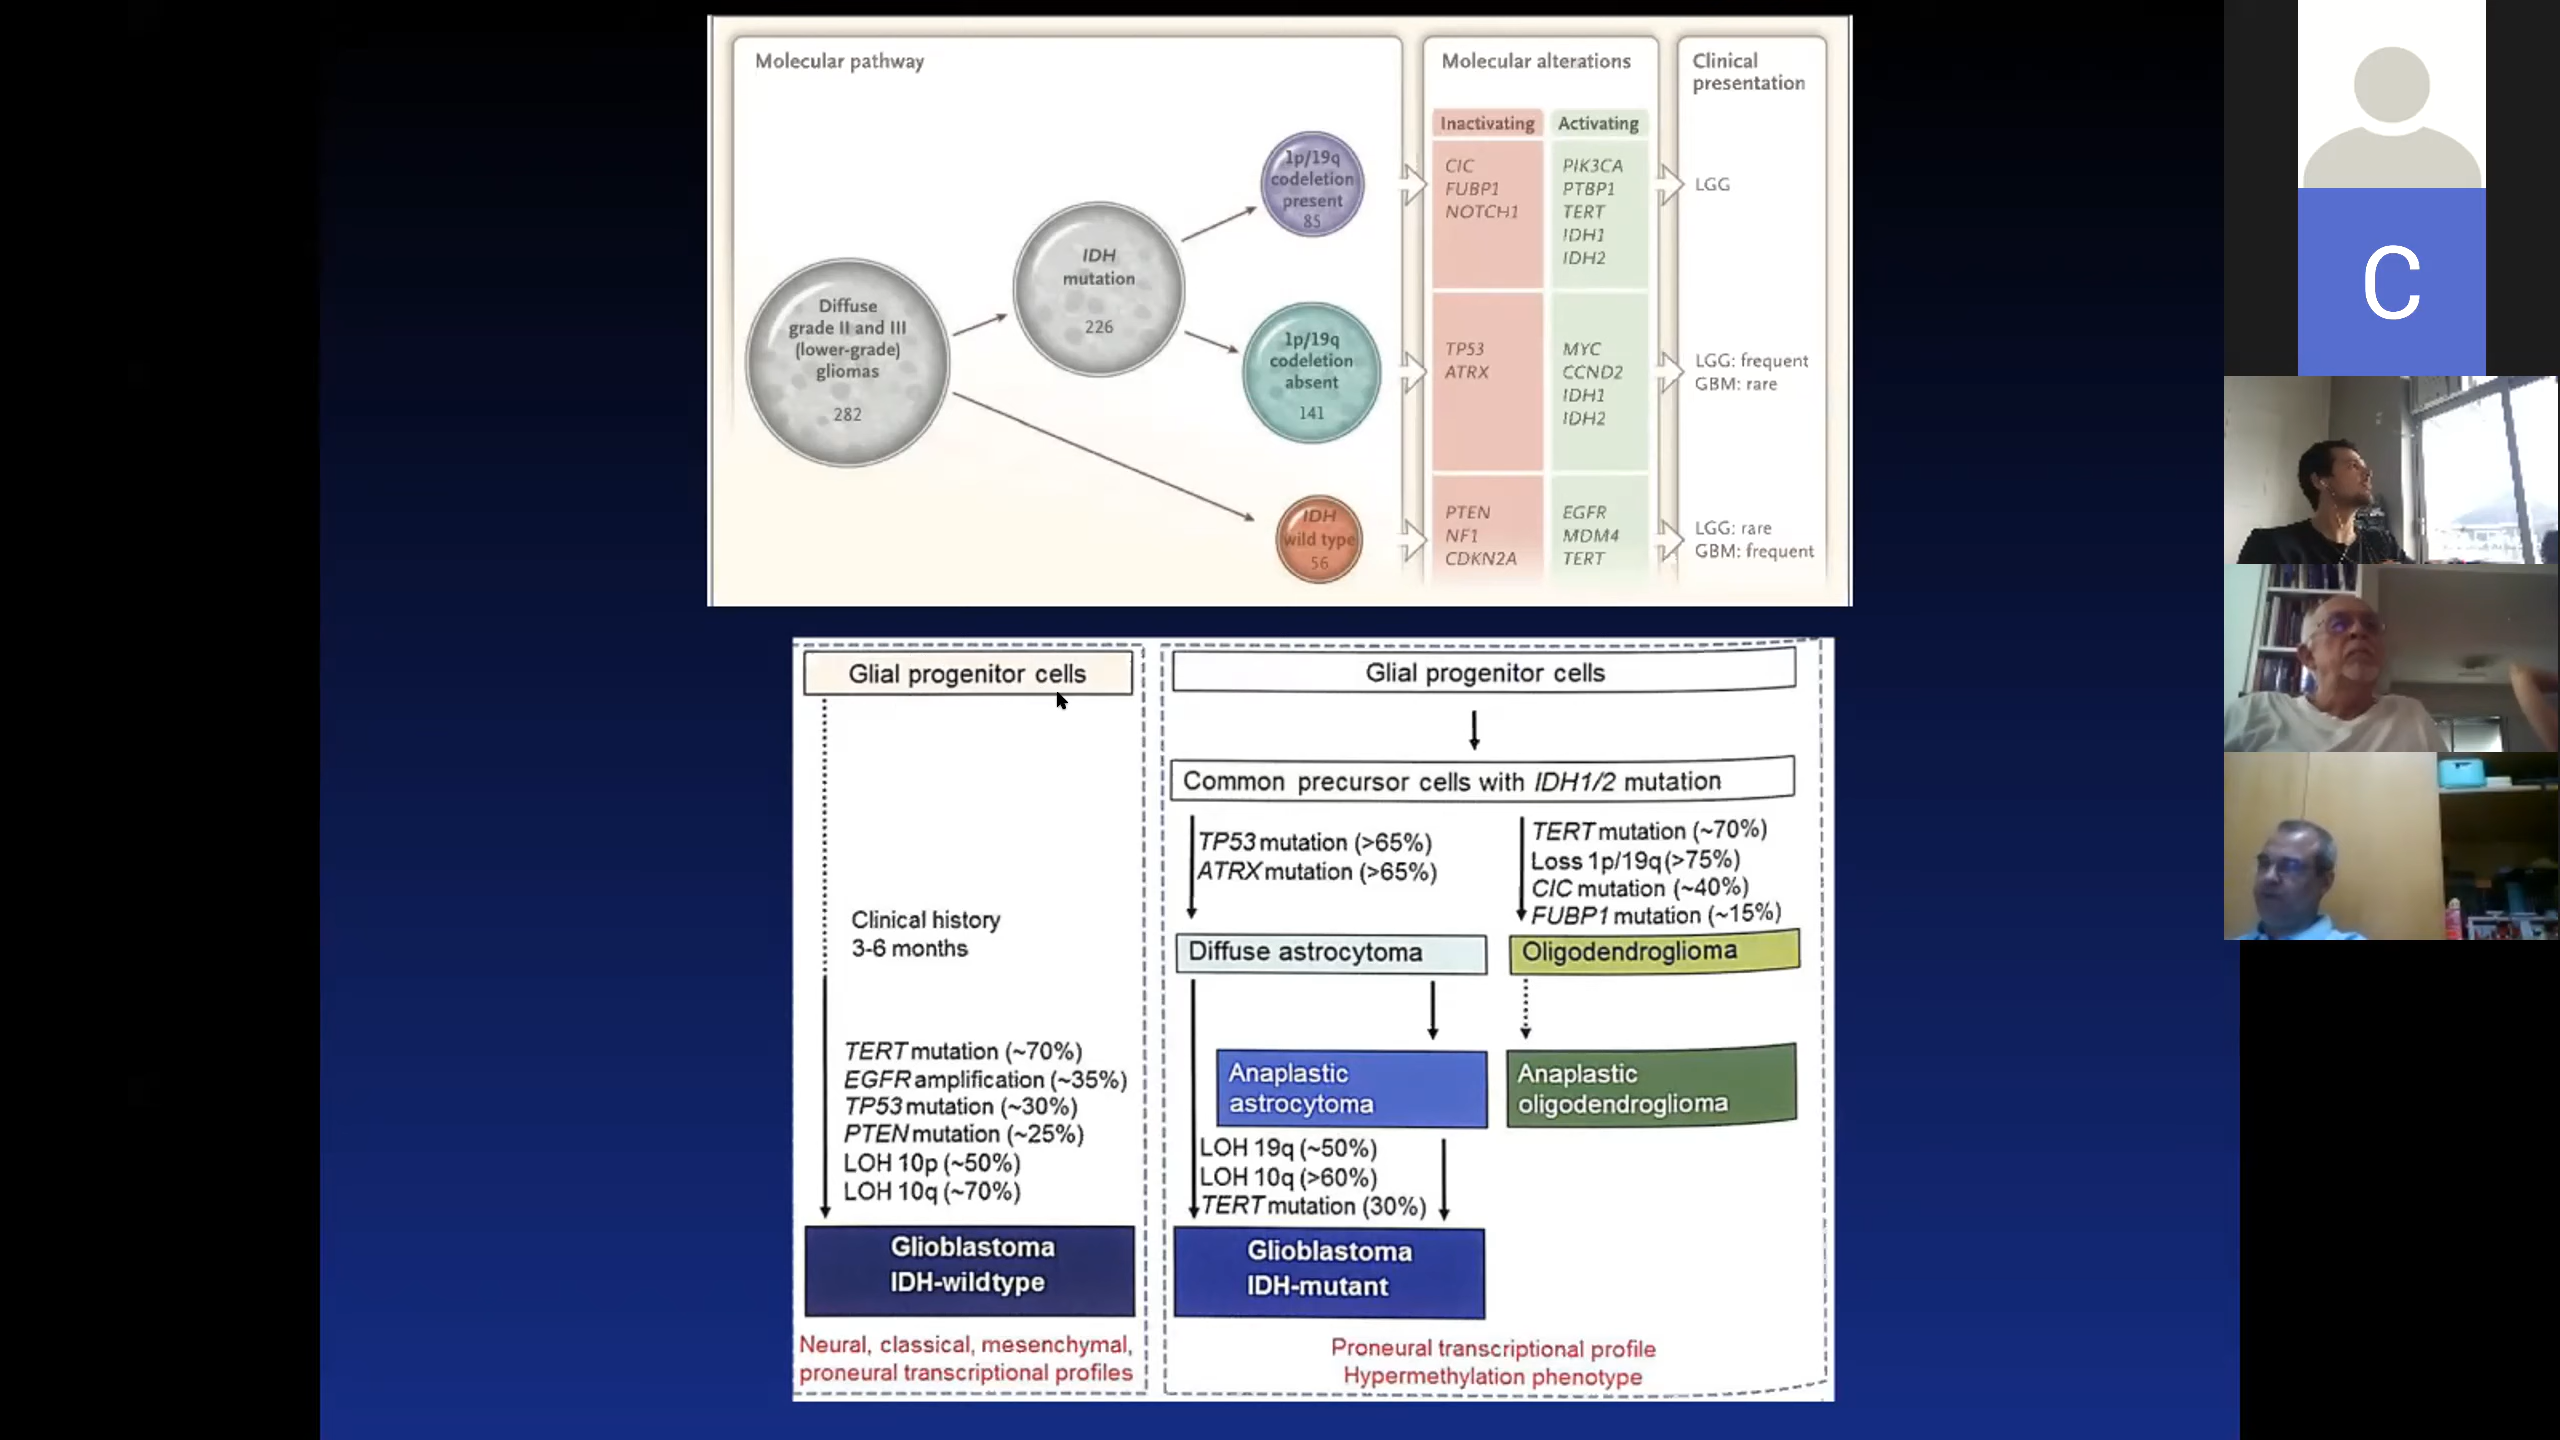 Molecular pathway
Diffuse
grade II and III
(lower-grade)
gliomas
282
IDH
mutation
226
1p/19q
codeletion
present
85
1p/19q
codeletion
absent
141
IDH
wild type
56
Molecular alterations
Inactivating
Activating
CIC
FUBP1
NOTCH1
PIK3CA
PTBP1
TERT
IDH1
IDH2
TP53
ATRX
MYC
CCND2
IDH1
IDH2
PTEN
NF1
CDKN2A
EGFR
MDM4
TERT
Clinical
presentation
LGG
LGG: frequent
GBM: rare
LGG: rare
GBM: frequent
Glial progenitor cells
Clinical history
3-6 months
TERT mutation (~70%)
EGFR amplification (~35%)
TP53 mutation (~30%)
PTEN mutation (~25%)
LOH 10p (~50%)
LOH 10q (~70%)
Glioblastoma
IDH-wildtype
Neural, classical, mesenchymal,
proneural transcriptional profiles
Glial progenitor cells
Common precursor cells with IDH1/2 mutation
TP53 mutation (>65%)
ATRX mutation (>65%)
TERT mutation (~70%)
Loss 1p/19q (>75%)
CIC mutation (~40%)
FUBP1 mutation (~15%)
Diffuse astrocytoma
Oligodendroglioma
Anaplastic
astrocytoma
Anaplastic
oligodendroglioma
LOH 19q (~50%)
LOH 10q (>60%)
TERT mutation (30%)
Glioblastoma
IDH-mutant
Proneural transcriptional profile
Hypermethylation phenotype
C